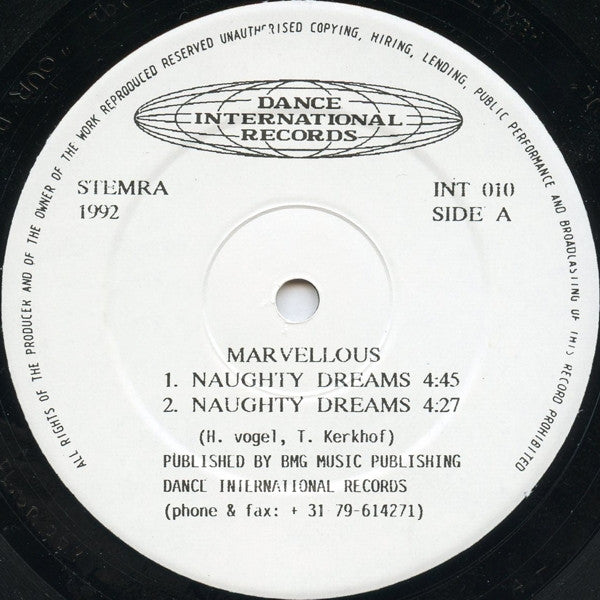 ALL RIGHTS OF THE PRODUCER AND OF THE OWNER OF THE WORK REPRODUCED RESERVED UNAUTHORISED COPYING, HIRING, LENDING, PUBLIC PERFORMANCE AND BROADCASTING OF THIS RECORD PROHIBITED
DANCE
INTERNATIONAL
RECORDS
STEMRA
1992
INT 010
SIDE A
MARVELLOUS
1. NAUGHTY DREAMS 4:45
2. NAUGHTY DREAMS 4:27
(H. vogel, T. Kerkhof)
PUBLISHED BY BMG MUSIC PUBLISHING
DANCE INTERNATIONAL RECORDS
(phone & fax: + 31 79-614271)